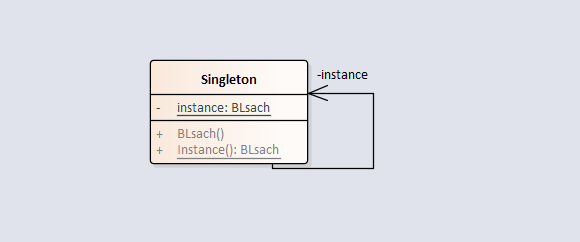 -instance
Singleton
- instance: BLsach
+ BLsach()
+ Instance(): BLsach